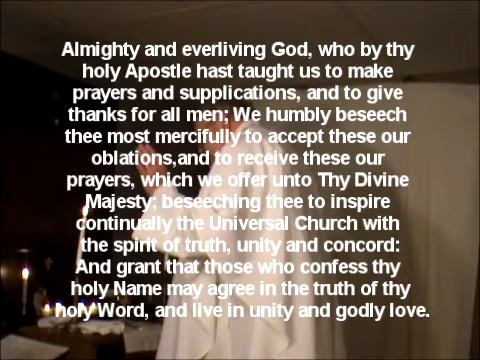 Almighty and everliving God, who by thy
holy Apostle hast taught us to make
prayers and supplications, and to give
thanks for all men; We humbly beseech
thee most mercifully to accept these our
oblations,and to receive these our
prayers, which we offer unto Thy Divine
Majesty; beseeching thee to inspire
continually the Universal Church with
the spirit of truth, unity and concord:
And grant that those who confess thy
holy Name may agree in the truth of thy
holy Word, and live in unity and godly love.